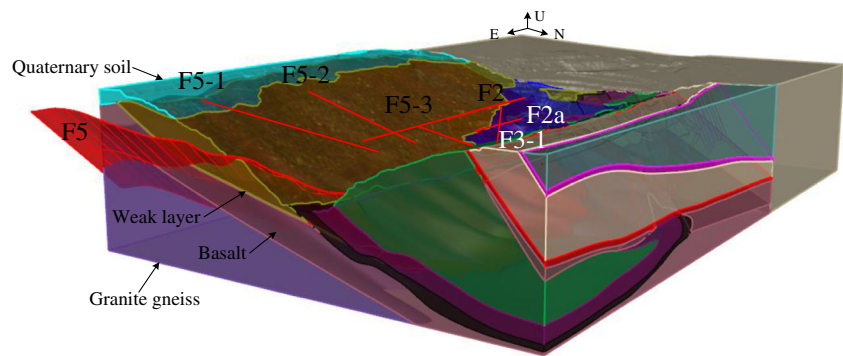 U
E
N
Quaternary soil
F5-1
F5-2
F5-3
F2
F2a
F3-1
F5
Weak layer
Basalt
Granite gneiss